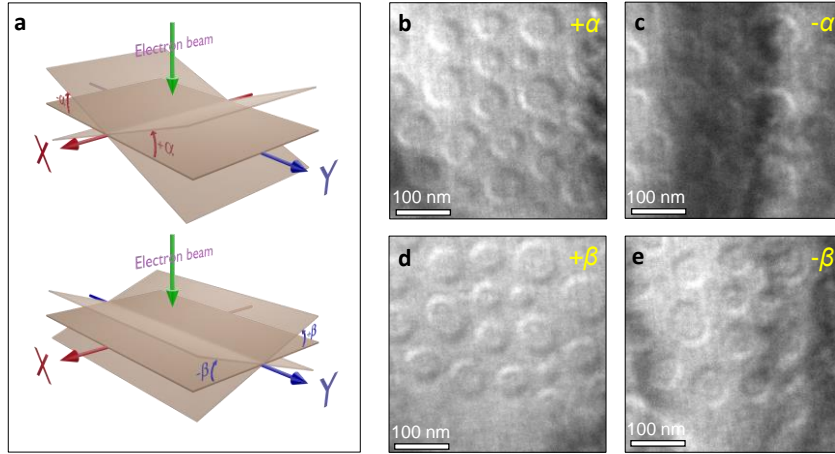 a
Electron beam
-α
+α
X
Y
Electron beam
-β
-β
X
Y
b
+α
100 nm
c
-α
100 nm
d
+β
100 nm
e
-β
100 nm